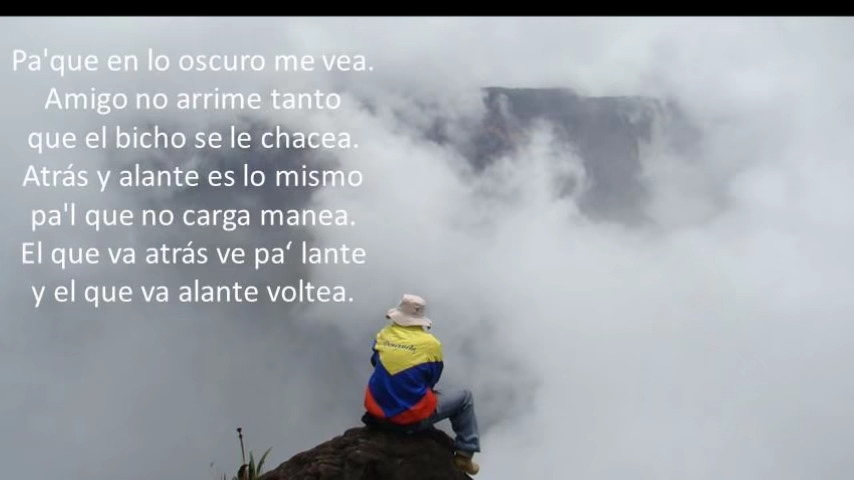 Pa'que en lo oscuro me vea.
Amigo no arrime tanto
que el bicho se le chacea.
Atrás y alante es lo mismo
pa'l que no carga manea.
El que va atrás ve pa‘ lante
y el que va alante voltea.
Venezuela